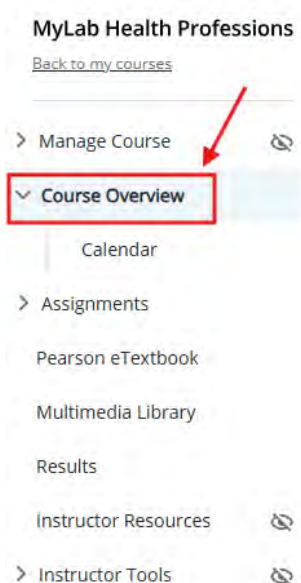 MyLab Health Professions
Back to my courses
Manage Course
Course Overview
Calendar
Assignments
Pearson eTextbook
Multimedia Library
Results
Instructor Resources
Instructor Tools